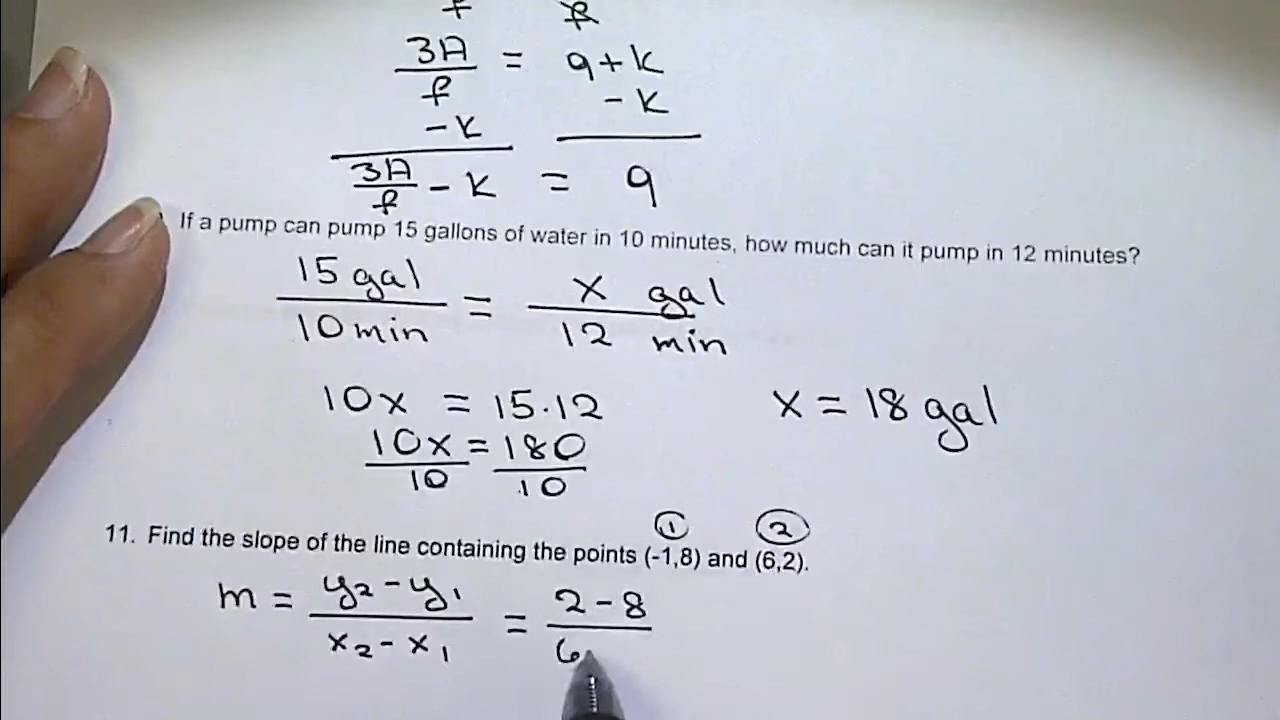 3A/f = 9 + k
- k - k
3A/f - k = 9
If a pump can pump 15 gallons of water in 10 minutes, how much can it pump in 12 minutes?
15 gal / 10 min = x gal / 12 min
10x = 15·12 x = 18 gal
10x/10 = 180/10
① ②
11. Find the slope of the line containing the points (-1,8) and (6,2).
m = y₂ - y₁ / x₂ - x₁ = 2 - 8 / 6